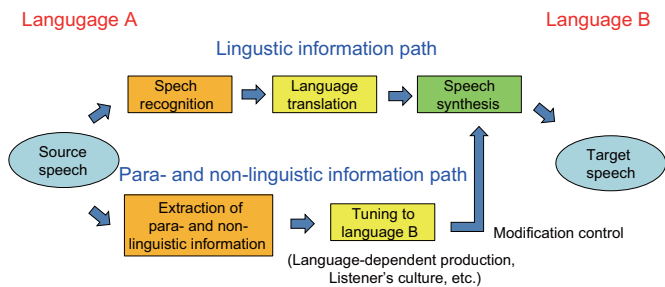 Langugage A
Language B
Lingustic information path
Spech
recognition
Language
translation
Speech
synthesis
Source
speech
Target
speech
Para- and non-linguistic information path
Extraction of
para- and non-
linguistic information
Tuning to
language B
Modification control
(Language-dependent production,
Listener's culture, etc.)